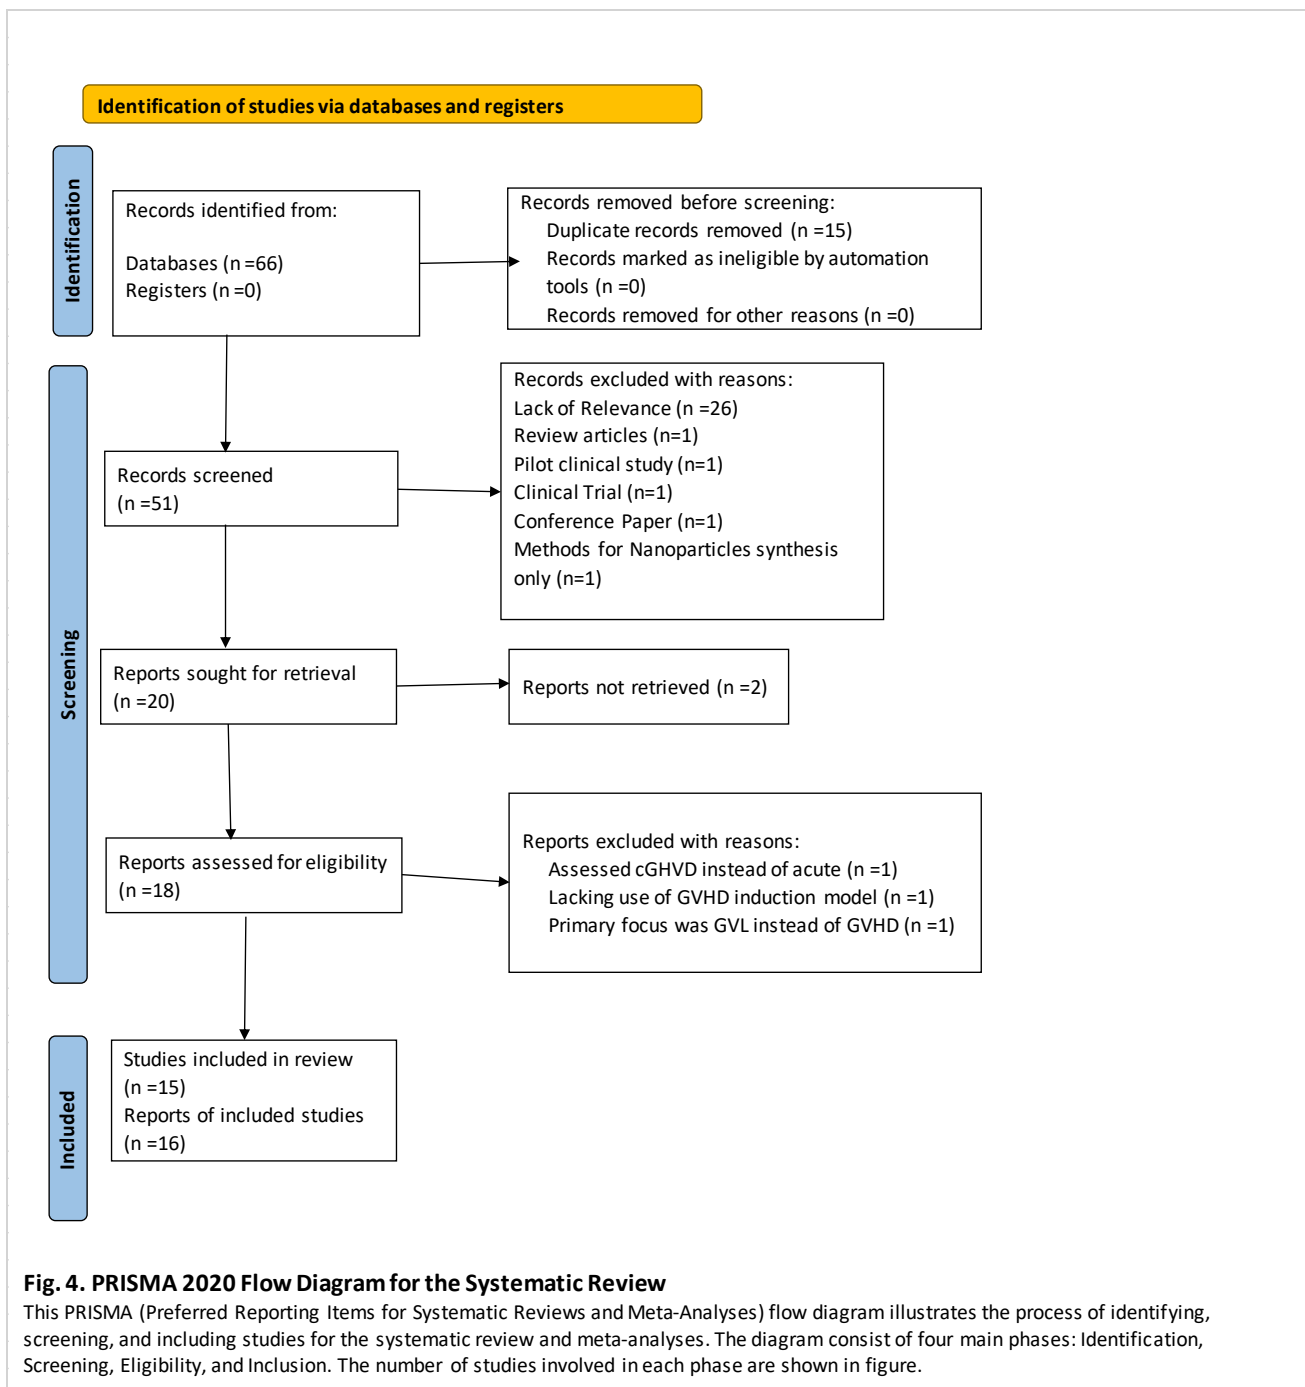 Identification of studies via databases and registers
Identification
Records identified from:
Databases (n =66)
Registers (n =0)
Records removed before screening:
Duplicate records removed (n =15)
Records marked as ineligible by automation
tools (n =0)
Records removed for other reasons (n =0)
Screening
Records screened
(n =51)
Records excluded with reasons:
Lack of Relevance (n =26)
Review articles (n=1)
Pilot clinical study (n=1)
Clinical Trial (n=1)
Conference Paper (n=1)
Methods for Nanoparticles synthesis
only (n=1)
Reports sought for retrieval
(n =20)
Reports not retrieved (n =2)
Reports assessed for eligibility
(n =18)
Reports excluded with reasons:
Assessed cGHVD instead of acute (n =1)
Lacking use of GVHD induction model (n =1)
Primary focus was GVL instead of GVHD (n =1)
Included
Studies included in review
(n =15)
Reports of included studies
(n =16)
Fig. 4. PRISMA 2020 Flow Diagram for the Systematic Review
This PRISMA (Preferred Reporting Items for Systematic Reviews and Meta-Analyses) flow diagram illustrates the process of identifying,
screening, and including studies for the systematic review and meta-analyses. The diagram consist of four main phases: Identification,
Screening, Eligibility, and Inclusion. The number of studies involved in each phase are shown in figure.